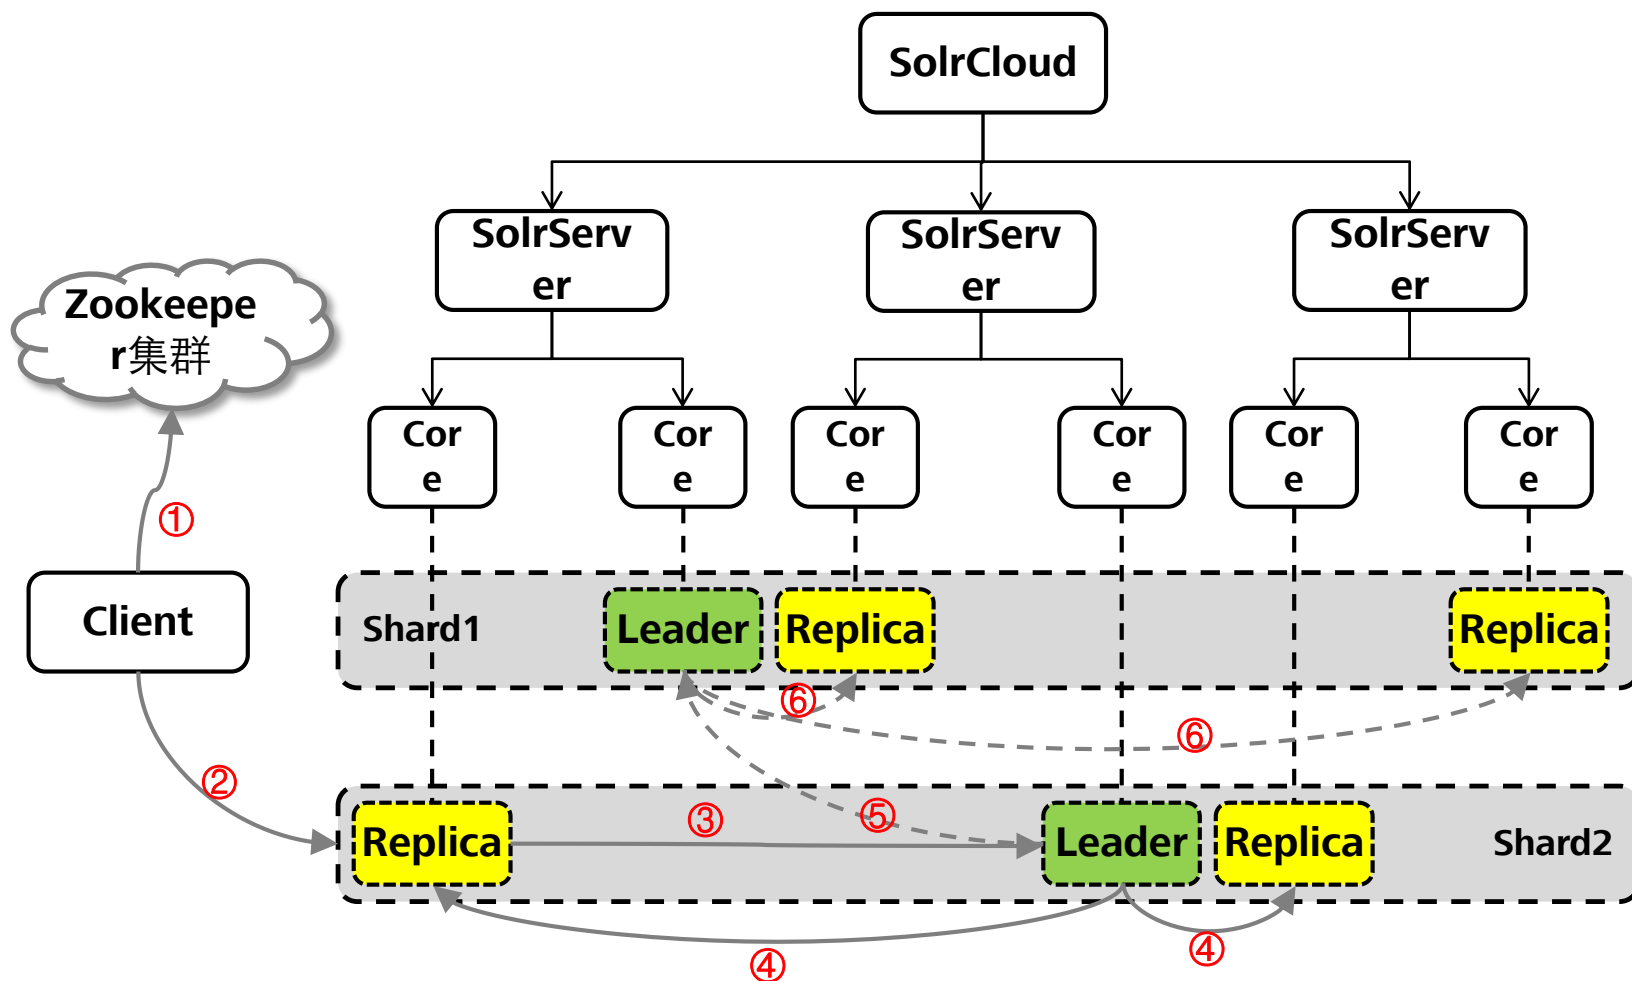 SolrCloud
SolrServ
er
SolrServ
er
SolrServ
er
Zookeepe
r集群
Cor
e
Cor
e
Cor
e
Cor
e
Cor
e
Cor
e
①
Client
Shard1
Leader
Replica
Replica
⑥
⑥
②
③
⑤
Replica
Leader
Replica
Shard2
④
④